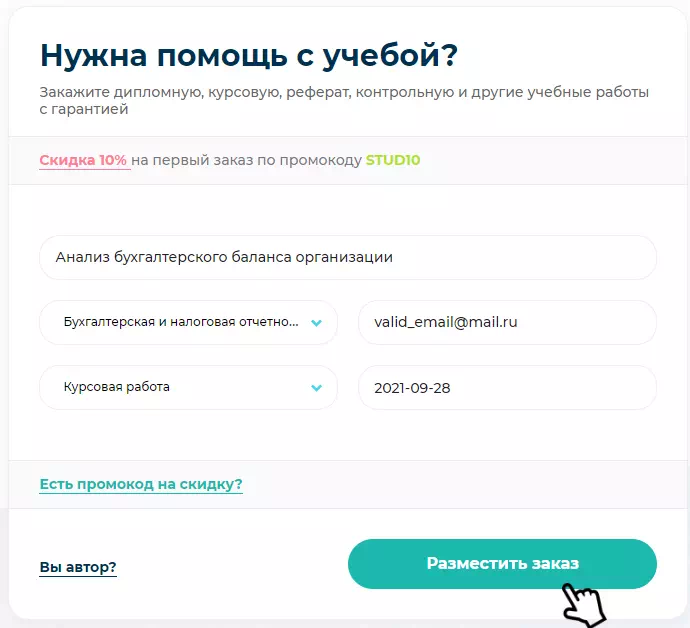 Нужна помощь с учебой?
Закажите дипломную, курсовую, реферат, контрольную и другие учебные работы
с гарантией
Скидка 10% на первый заказ по промокоду STUD10
Анализ бухгалтерского баланса организации
Бухгалтерская и налоговая отчетно... valid_email@mail.ru
Курсовая работа 2021-09-28
Есть промокод на скидку?
Вы автор? Разместить заказ